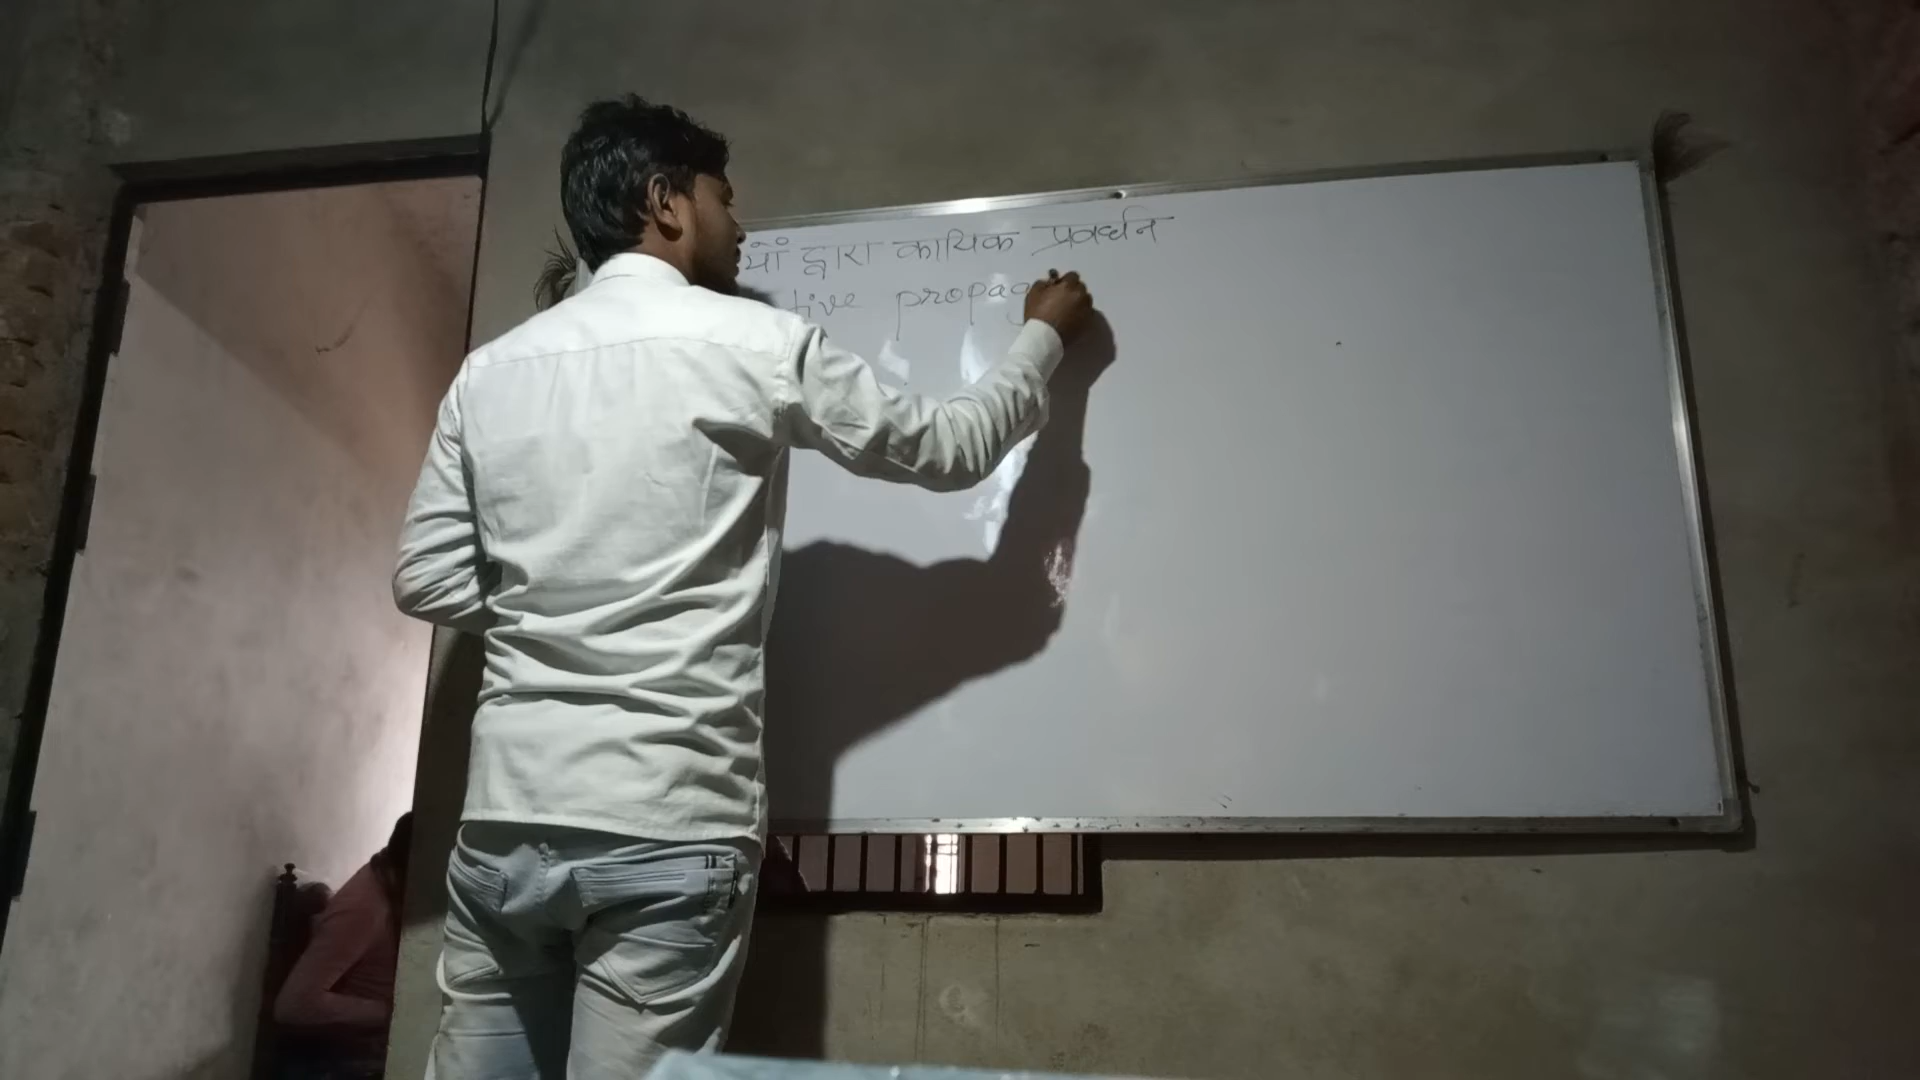 यों द्वारा कायिक प्रवर्धन
tive propag